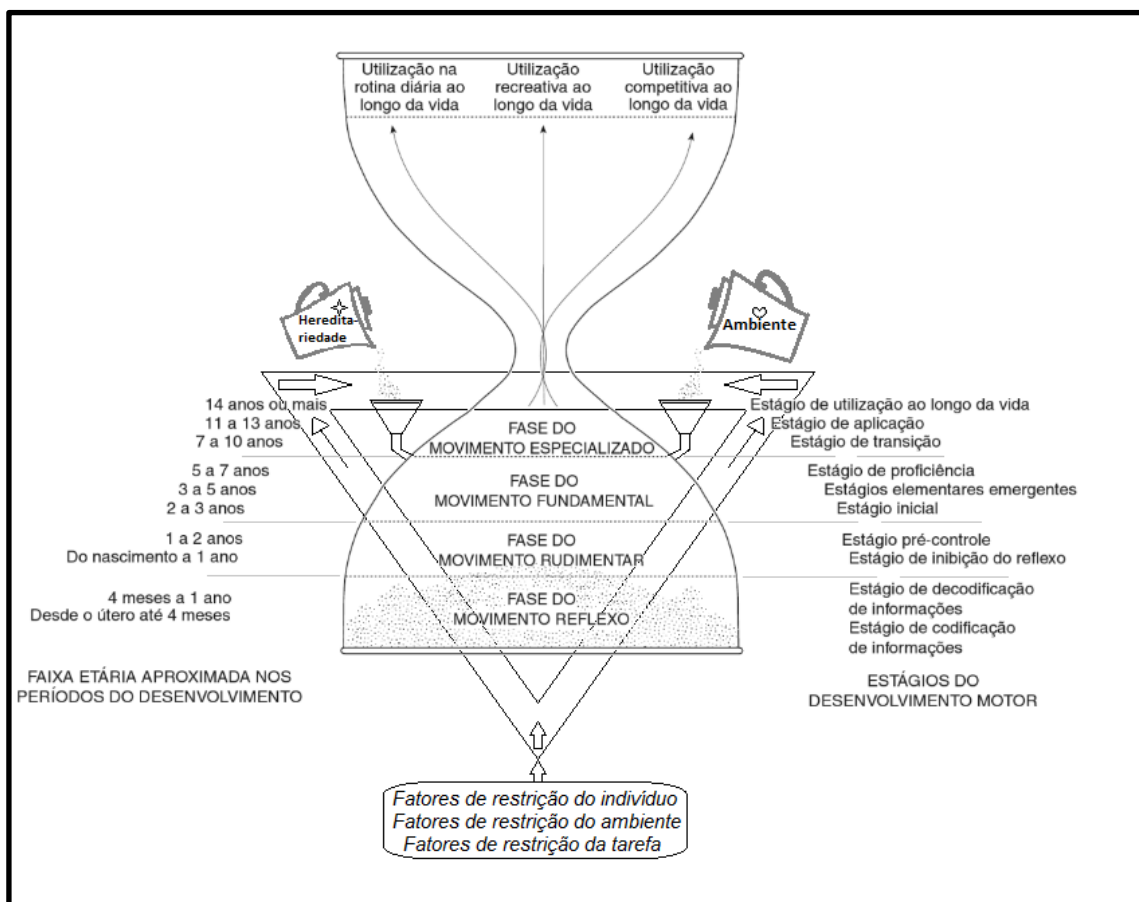 Utilização na
rotina diária ao
longo da vida
Utilização
recreativa ao
longo da vida
Utilização
competitiva ao
longo da vida
Heredita-
riedade
Ambiente
14 anos ou mais
11 a 13 anos
7 a 10 anos
FASE DO
MOVIMENTO ESPECIALIZADO
Estágio de utilização ao longo da vida
Estágio de aplicação
Estágio de transição
5 a 7 anos
3 a 5 anos
2 a 3 anos
FASE DO
MOVIMENTO FUNDAMENTAL
Estágio de proficiência
Estágios elementares emergentes
Estágio inicial
1 a 2 anos
Do nascimento a 1 ano
FASE DO
MOVIMENTO RUDIMENTAR
Estágio pré-controle
Estágio de inibição do reflexo
4 meses a 1 ano
Desde o útero até 4 meses
FASE DO
MOVIMENTO REFLEXO
Estágio de decodificação
de informações
Estágio de codificação
de informações
FAIXA ETÁRIA APROXIMADA NOS
PERÍODOS DO DESENVOLVIMENTO
ESTÁGIOS DO
DESENVOLVIMENTO MOTOR
Fatores de restrição do indivíduo
Fatores de restrição do ambiente
Fatores de restrição da tarefa